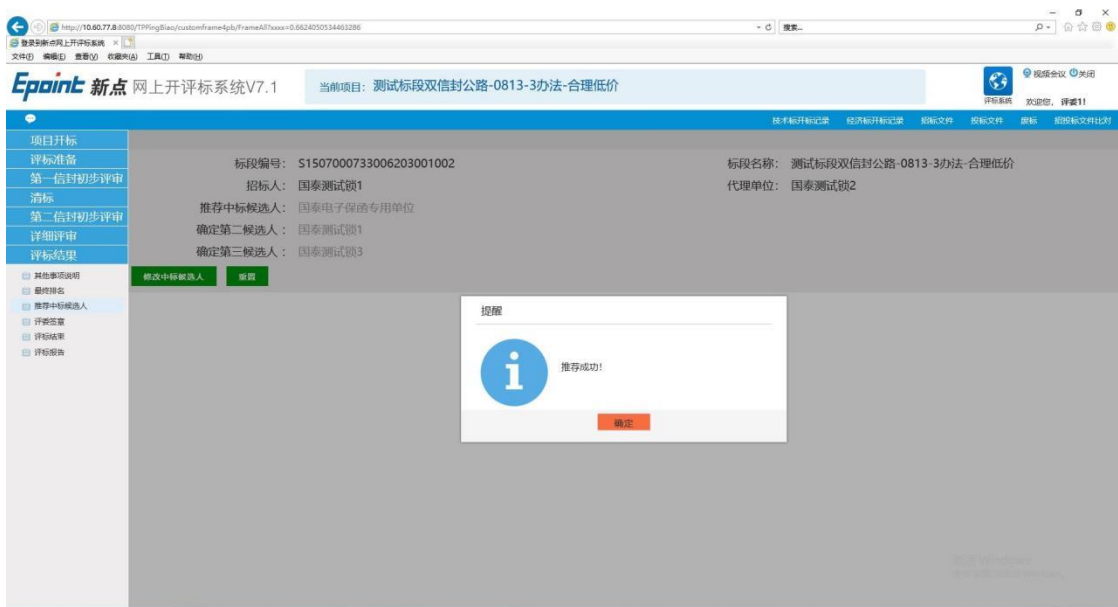 http://10.60.77.8:8080/TPPingBiao/customframe4pb/FrameAll?xxxx=0.6624050534463286
搜索...
登录到新点网上开评标系统
文件(F) 编辑(E) 查看(V) 收藏夹(A) 工具(T) 帮助(H)
Epoint 新点 网上开评标系统V7.1
当前项目: 测试标段双信封公路-0813-3办法-合理低价
评标系统
视频会议 关闭
欢迎您, 评委1!
技术标开标记录 经济标开标记录 招标文件 投标文件 废标 招投标文件比对
项目开标
评标准备
第一信封初步评审
清标
第二信封初步评审
详细评审
评标结果
其他事项说明
最终排名
推荐中标候选人
评委签章
评标结束
评标报告
标段编号: S1507000733006203001002
标段名称: 测试标段双信封公路-0813-3办法-合理低价
招标人: 国泰测试锁1
代理单位: 国泰测试锁2
推荐中标候选人: 国泰电子保函专用单位
确定第二候选人: 国泰测试锁1
确定第三候选人: 国泰测试锁3
修改中标候选人 重置
提醒
推荐成功!
确定